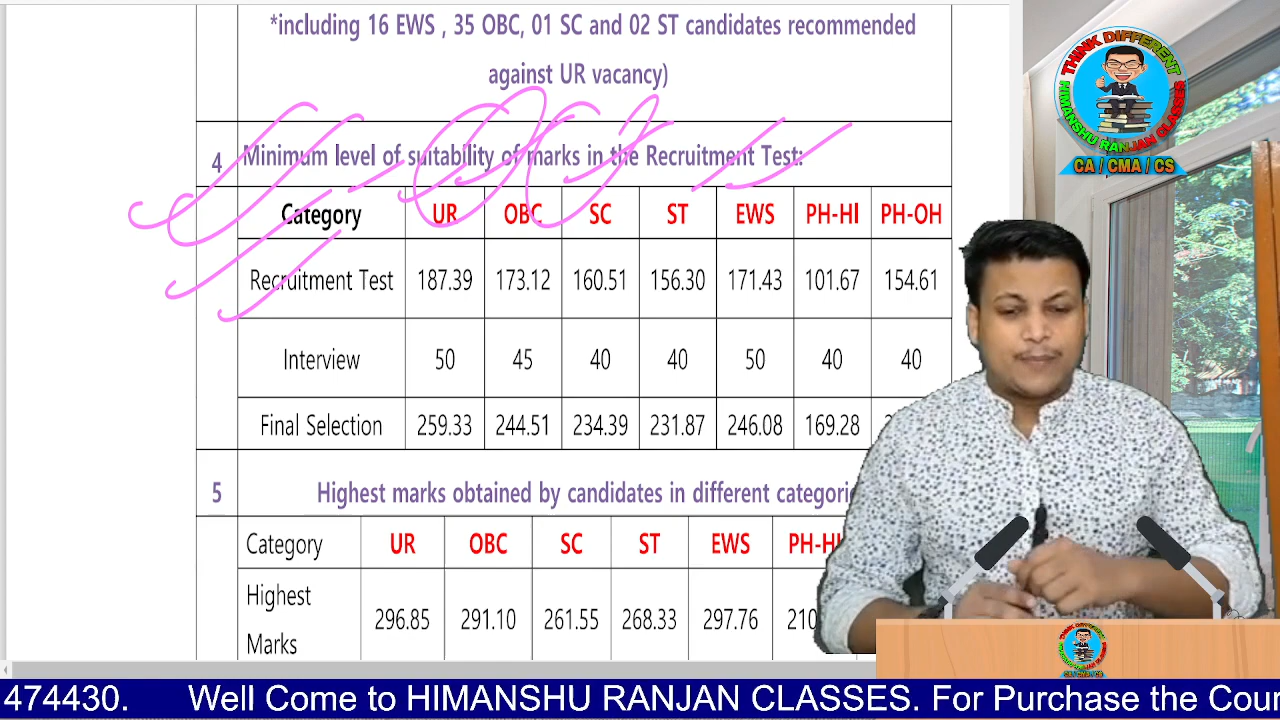 *including 16 EWS , 35 OBC, 01 SC and 02 ST candidates recommended
against UR vacancy)
4 Minimum level of suitability of marks in the Recruitment Test:
Category UR OBC SC ST EWS PH-HI PH-OH
Recruitment Test 187.39 173.12 160.51 156.30 171.43 101.67 154.61
Interview 50 45 40 40 50 40 40
Final Selection 259.33 244.51 234.39 231.87 246.08 169.28
5 Highest marks obtained by candidates in different
Category UR OBC SC ST EWS
Highest
Marks 296.85 291.10 261.55 268.33 297.76
THINK DIFFERENT
HIMANSHU RANJAN CLASSES
CA / CMA / CS
474430. Well Come to HIMANSHU RANJAN CLASSES. For Purchase the